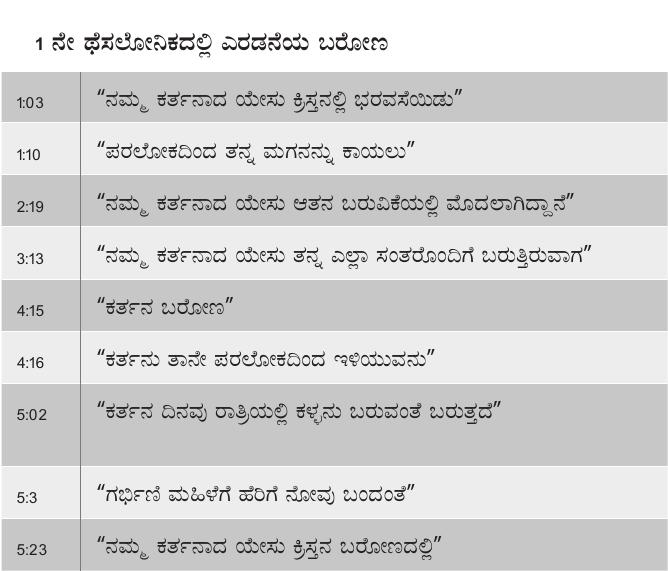 1 ನೇ ಥೆಸಲೋನಿಕದಲ್ಲಿ ಎರಡನೆಯ ಬರೋಣ
1:03 “ನಮ್ಮ ಕರ್ತನಾದ ಯೇಸು ಕ್ರಿಸ್ತನಲ್ಲಿ ಭರವಸೆಯಿಡು”
1:10 “ಪರಲೋಕದಿಂದ ತನ್ನ ಮಗನನ್ನು ಕಾಯಲು”
2:19 “ನಮ್ಮ ಕರ್ತನಾದ ಯೇಸು ಆತನ ಬರುವಿಕೆಯಲ್ಲಿ ಮೊದಲಾಗಿದ್ದಾನೆ”
3:13 “ನಮ್ಮ ಕರ್ತನಾದ ಯೇಸು ತನ್ನ ಎಲ್ಲಾ ಸಂತರೊಂದಿಗೆ ಬರುತ್ತಿರುವಾಗ”
4:15 “ಕರ್ತನ ಬರೋಣ”
4:16 “ಕರ್ತನು ತಾನೇ ಪರಲೋಕದಿಂದ ಇಳಿಯುವನು”
5:02 “ಕರ್ತನ ದಿನವು ರಾತ್ರಿಯಲ್ಲಿ ಕಳ್ಳನು ಬರುವಂತೆ ಬರುತ್ತದೆ”
5:3 “ಗರ್ಭಿಣಿ ಮಹಿಳೆಗೆ ಹೆರಿಗೆ ನೋವು ಬಂದಂತೆ”
5:23 “ನಮ್ಮ ಕರ್ತನಾದ ಯೇಸು ಕ್ರಿಸ್ತನ ಬರೋಣದಲ್ಲಿ”